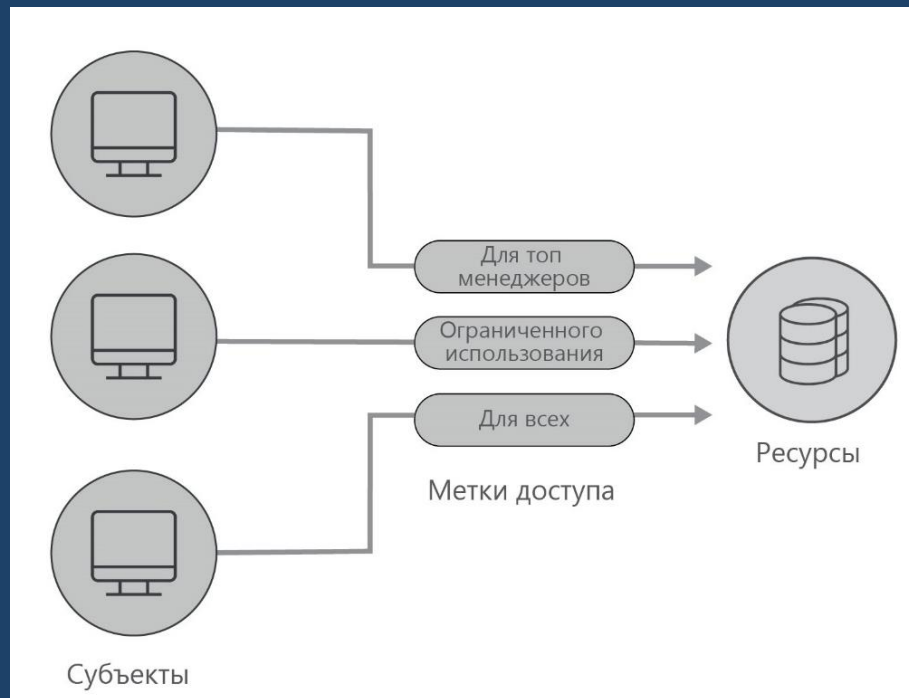 Для топ
менеджеров
Ограниченного
использования
Для всех
Ресурсы
Метки доступа
Субъекты